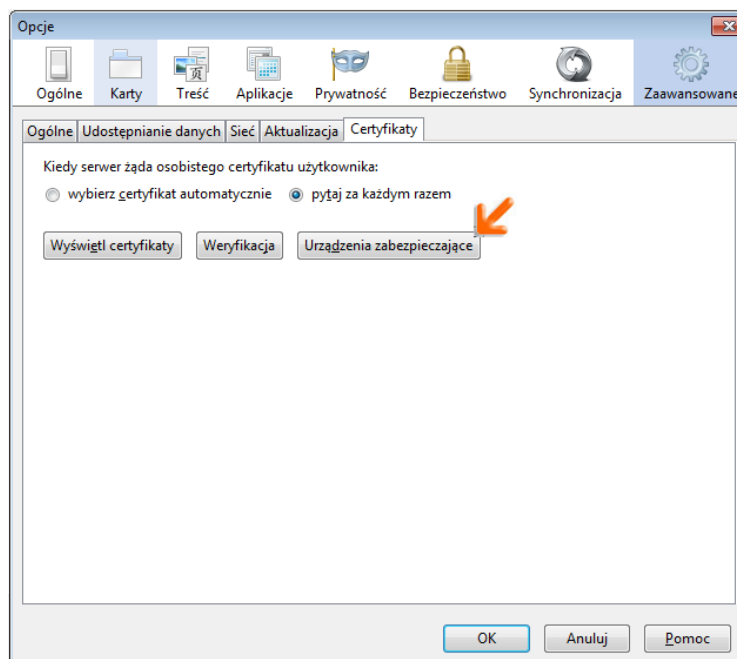 Opcje
Ogólne Karty Treść Aplikacje Prywatność Bezpieczeństwo Synchronizacja Zaawansowane
Ogólne Udostępnianie danych Sieć Aktualizacja Certyfikaty
Kiedy serwer żąda osobistego certyfikatu użytkownika:
wybierz certyfikat automatycznie pytaj za każdym razem
Wyświetl certyfikaty Weryfikacja Urządzenia zabezpieczające
OK Anuluj Pomoc